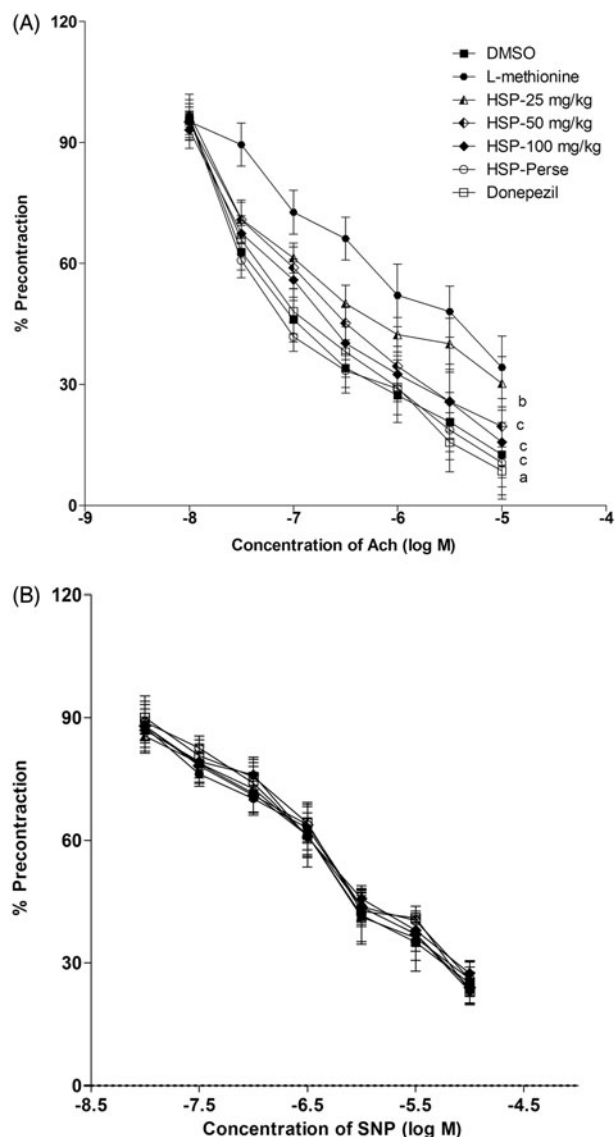 (A)
120
90
60
30
0
% Precontraction
DMSO
L-methionine
HSP-25 mg/kg
HSP-50 mg/kg
HSP-100 mg/kg
HSP-Perse
Donepezil
b
c
c
c
a
-9
-8
-7
-6
-5
-4
Concentration of Ach (log M)
(B)
120
90
60
30
0
% Precontraction
-8.5
-7.5
-6.5
-5.5
-4.5
Concentration of SNP (log M)